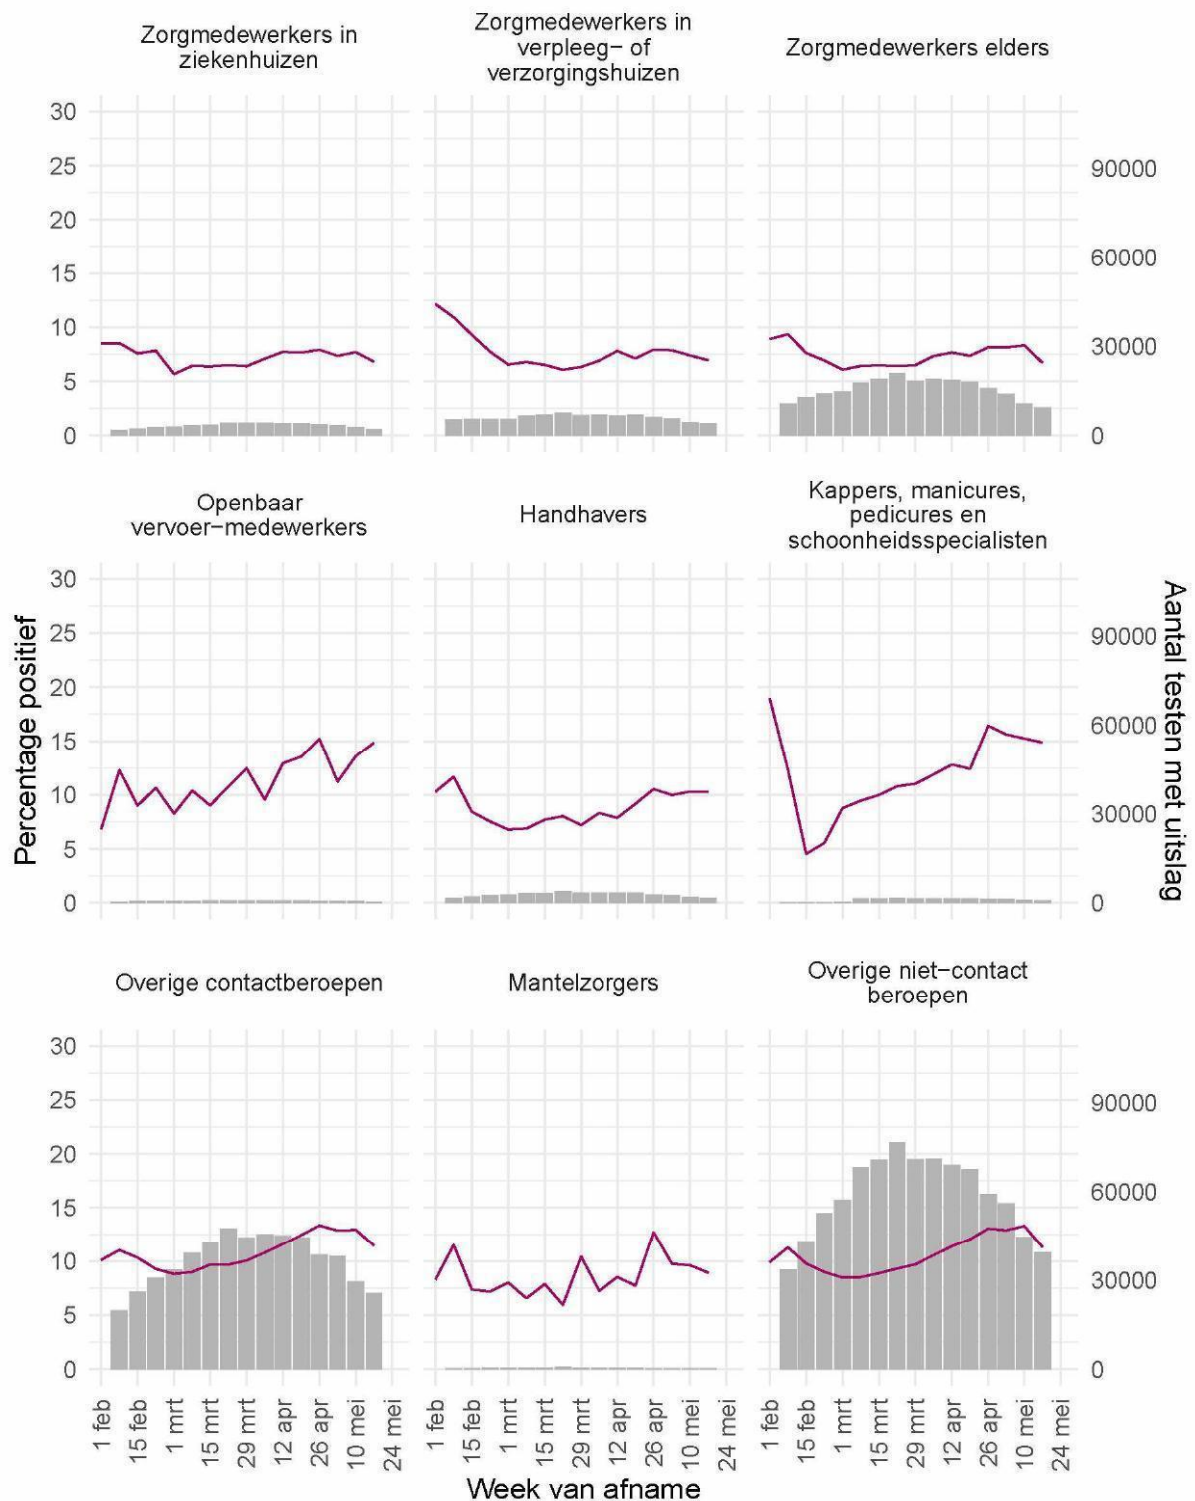 Zorgmedewerkers in
ziekenhuizen
Zorgmedewerkers in
verpleeg- of
verzorgingshuizen
Zorgmedewerkers elders
30
25
20
15
10
5
0
90000
60000
30000
0
Openbaar
vervoer-medewerkers
Handhavers
Kappers, manicures,
pedicures en
schoonheidsspecialisten
30
25
20
15
10
5
0
90000
60000
30000
0
Percentage positief
Aantal testen met uitslag
Overige contactberoepen
Mantelzorgers
Overige niet-contact
beroepen
30
25
20
15
10
5
0
90000
60000
30000
0
1 feb
15 feb
1 mrt
15 mrt
29 mrt
12 apr
26 apr
10 mei
24 mei
1 feb
15 feb
1 mrt
15 mrt
29 mrt
12 apr
26 apr
10 mei
24 mei
1 feb
15 feb
1 mrt
15 mrt
29 mrt
12 apr
26 apr
10 mei
24 mei
Week van afname